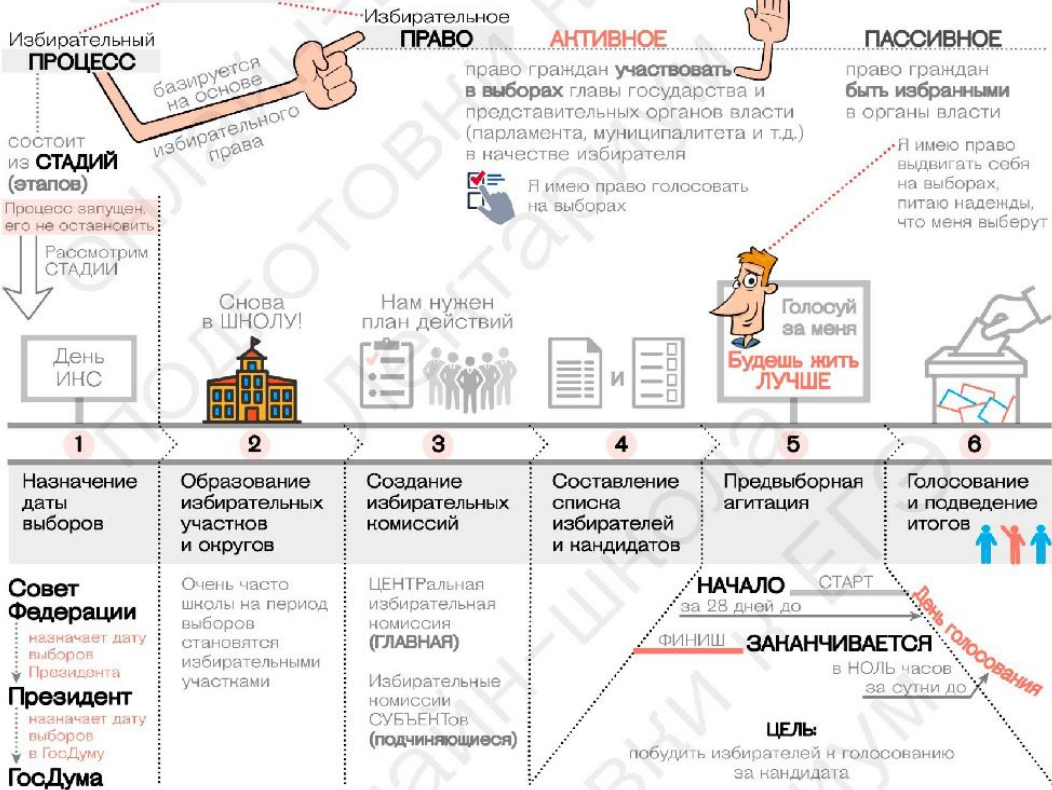 Избирательный
ПРОЦЕСС
базируется
на основе
избирательного
права
Избирательное
ПРАВО
АКТИВНОЕ
право граждан участвовать
в выборах главы государства и
представительных органов власти
(парламента, муниципалитета и т.д.)
в качестве избирателя
Я имею право голосовать
на выборах
ПАССИВНОЕ
право граждан
быть избранными
в органы власти
Я имею право
выдвигать себя
на выборах,
питаю надежды,
что меня выберут
состоит
из СТАДИЙ
(этапов)
Процесс запущен,
его не остановить
Рассмотрим
СТАДИИ
День
ИНС
Снова
в ШКОЛУ!
Нам нужен
план действий
и
Голосуй
за меня
Будешь жить
ЛУЧШЕ
1
2
3
4
5
6
Назначение
даты
выборов
Образование
избирательных
участков
и округов
Создание
избирательных
комиссий
Составление
списка
избирателей
и кандидатов
Предвыборная
агитация
Голосование
и подведение
итогов
Совет
Федерации
назначает дату
выборов
Президента
Президент
назначает дату
выборов
в ГосДуму
ГосДума
Очень часто
школы на период
выборов
становятся
избирательными
участками
ЦЕНТРальная
избирательная
комиссия
(ГЛАВНАЯ)
Избирательные
комиссии
СУБЪЕКТов
(подчиняющиеся)
НАЧАЛО
СТАРТ
за 28 дней до
ФИНИШ
ЗАКАНЧИВАЕТСЯ
в НОЛЬ часов
за сутки до
День голосования
ЦЕЛЬ:
побудить избирателей к голосованию
за кандидата